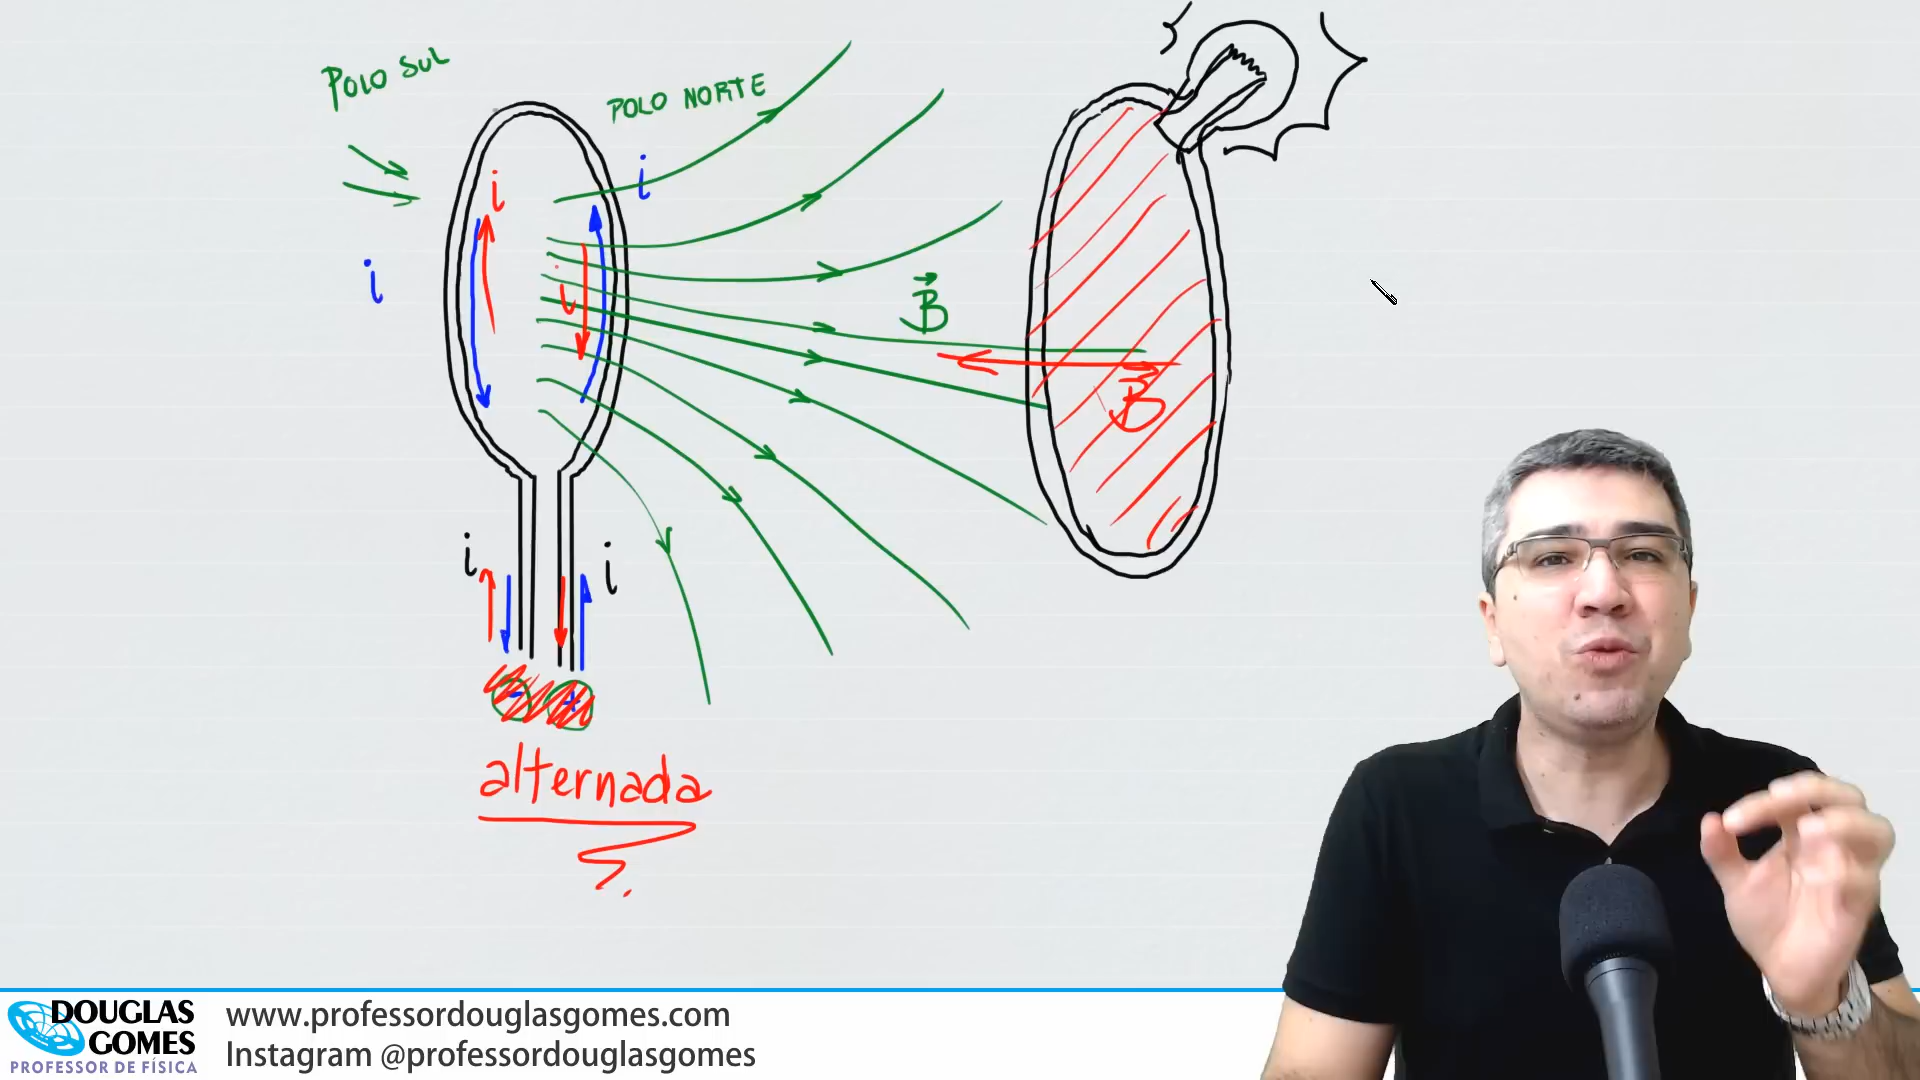 POLO SUL
POLO NORTE
i
i
i
i
B
B
i
i
-
+
alternada
DOUGLAS
GOMES
PROFESSOR DE FÍSICA
www.professordouglasgomes.com
Instagram @professordouglasgomes